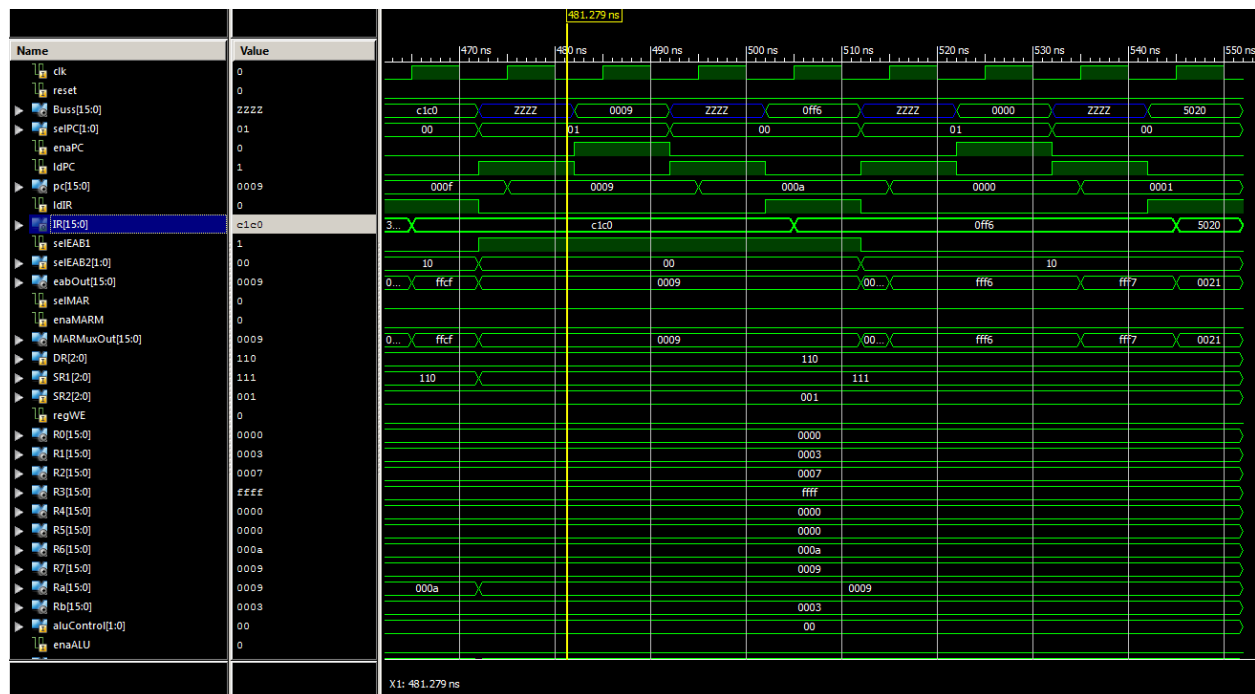 481.279 ns
Name Value 470 ns 480 ns 490 ns 500 ns 510 ns 520 ns 530 ns 540 ns 550 ns
clk 0
reset 0
Buss[15:0] ZZZZ c1c0 ZZZZ 0009 ZZZZ 0ff6 ZZZZ 0000 ZZZZ 5020
selPC[1:0] 01 00 01 00 01 00
enaPC 0
ldPC 1
pc[15:0] 0009 000f 0009 000a 0000 0001
ldIR 0
IR[15:0] c1c0 3... c1c0 0ff6 5020
selEAB1 1
selEAB2[1:0] 00 10 00 10
eabOut[15:0] 0009 0... ffcf 0009 00... fff6 fff7 0021
selMAR 0
enaMARM 0
MARMuxOut[15:0] 0009 0... ffcf 0009 00... fff6 fff7 0021
DR[2:0] 110 110
SR1[2:0] 111 110 111
SR2[2:0] 001 001
regWE 0
R0[15:0] 0000 0000
R1[15:0] 0003 0003
R2[15:0] 0007 0007
R3[15:0] ffff ffff
R4[15:0] 0000 0000
R5[15:0] 0000 0000
R6[15:0] 000a 000a
R7[15:0] 0009 0009
Ra[15:0] 0009 000a 0009
Rb[15:0] 0003 0003
aluControl[1:0] 00 00
enaALU 0
X1: 481.279 ns